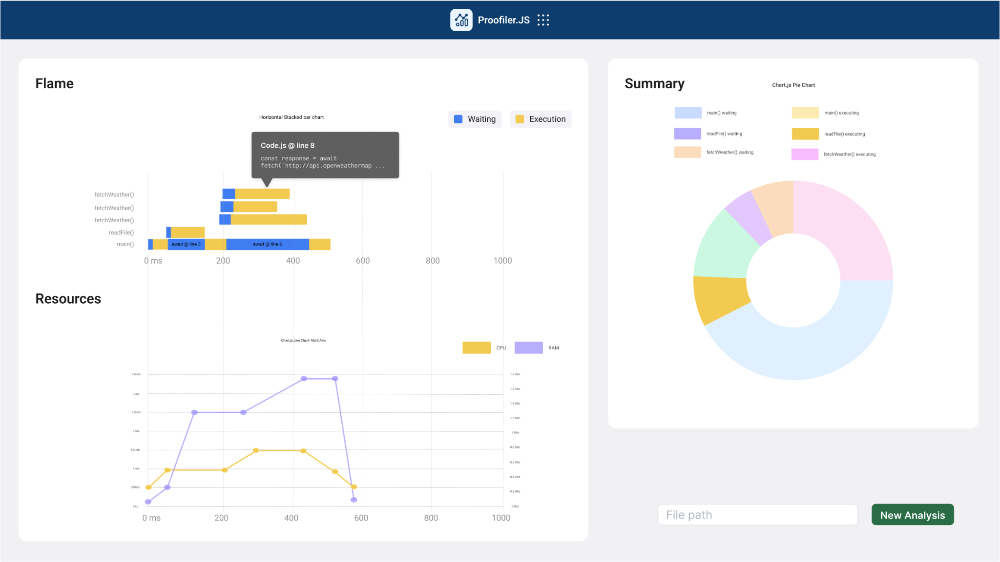 Proofiler.JS
Flame
Horizontal Stacked bar chart
Waiting
Execution
Code.js @ line 8
const response = await
fetch(`http://api.openweathermap ...
fetchWeather()
fetchWeather()
fetchWeather()
readFile()
main()
await @ line 3
await @ line 6
0 ms
200
400
600
800
1000
Resources
Chart.js Line Chart- Multi Axis
CPU
RAM
3.5 mb
3 mb
2.5 mb
2 mb
1.5 mb
1 mb
500 kb
0 kb
1.8 GHz
1.6 GHz
1.4 GHz
1.2 GHz
1 GHz
0.8 GHz
0.6 GHz
0.4 GHz
0.2 GHz
0 Ghz
0 ms
200
400
600
800
1000
Summary
Chart.js Pie Chart
main() waiting
main() executing
readFile() waiting
readFile() executing
fetchWeather() waiting
fetchWeather() executing
File path
New Analysis